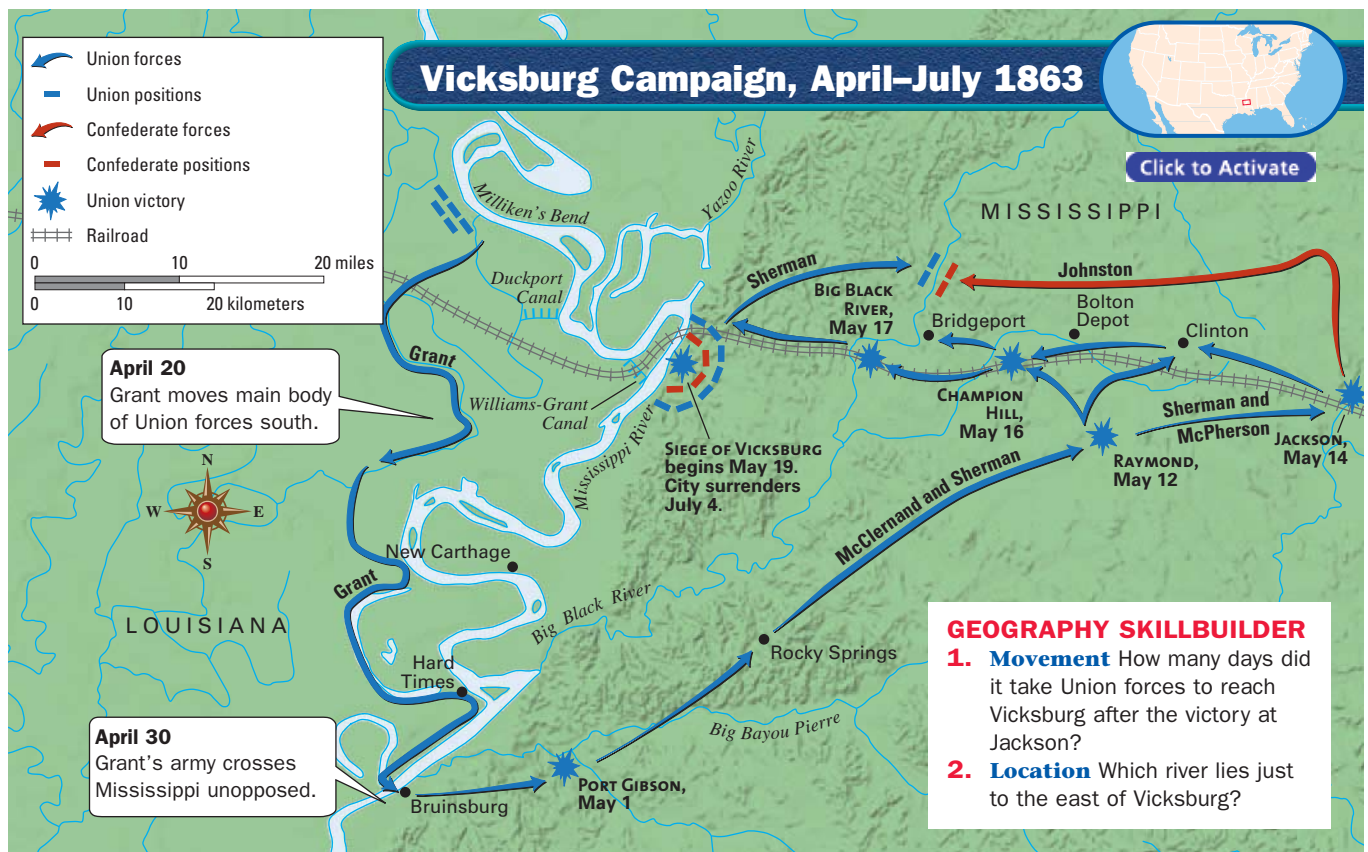 Vicksburg Campaign, April–July 1863
Click to Activate
Union forces
Union positions
Confederate forces
Confederate positions
Union victory
Railroad
0 10 20 miles
0 10 20 kilometers
April 20
Grant moves main body
of Union forces south.
N
W E
S
LOUISIANA
April 30
Grant's army crosses
Mississippi unopposed.
Milliken's Bend
Yazoo River
Duckport
Canal
Grant
Williams-Grant
Canal
Mississippi River
SIEGE OF VICKSBURG
begins May 19.
City surrenders
July 4.
Grant
New Carthage
Hard
Times
Bruinsburg
PORT GIBSON,
May 1
Big Black River
Rocky Springs
Big Bayou Pierre
McClernand and Sherman
RAYMOND,
May 12
Sherman and
McPherson
JACKSON,
May 14
MISSISSIPPI
Johnston
Sherman
BIG BLACK
RIVER,
May 17
Bridgeport
Bolton
Depot
Clinton
CHAMPION
HILL,
May 16
GEOGRAPHY SKILLBUILDER
1. Movement How many days did
it take Union forces to reach
Vicksburg after the victory at
Jackson?
2. Location Which river lies just
to the east of Vicksburg?